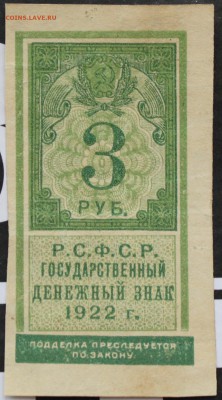 COINS.LAVE.RU
3
РУБ.
Р.С.Ф.С.Р.
ГОСУДАРСТВЕННЫЙ
ДЕНЕЖНЫЙ ЗНАК
1922 г.
ПОДДЕЛКА ПРЕСЛЕДУЕТСЯ
ПО ЗАКОНУ.